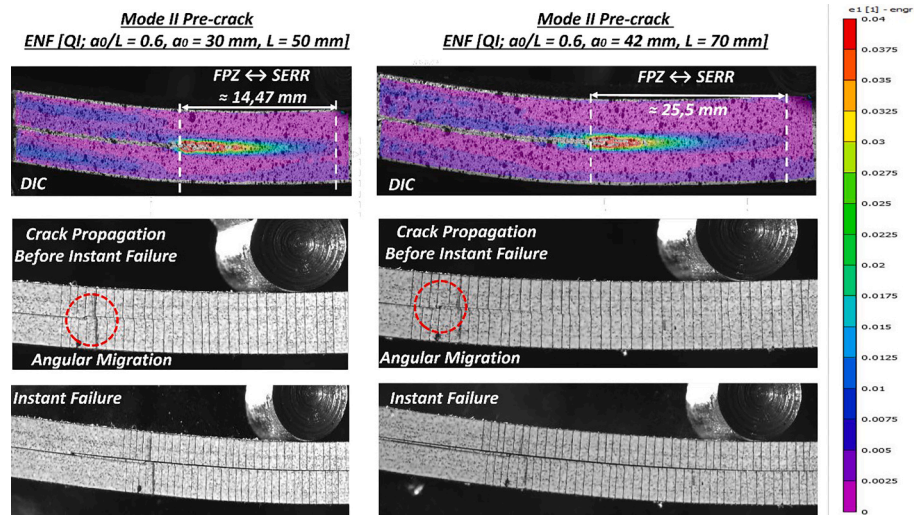 Mode II Pre-crack
ENF [QI; a0/L = 0.6, a0 = 30 mm, L = 50 mm]
FPZ ↔ SERR
≈ 14,47 mm
DIC
Crack Propagation
Before Instant Failure
Angular Migration
Instant Failure
Mode II Pre-crack
ENF [QI; a0/L = 0.6, a0 = 42 mm, L = 70 mm]
FPZ ↔ SERR
≈ 25,5 mm
DIC
Crack Propagation
Before Instant Failure
Angular Migration
Instant Failure
e1 [1] - engr
0.04
0.0375
0.035
0.0325
0.03
0.0275
0.025
0.0225
0.02
0.0175
0.015
0.0125
0.01
0.0075
0.005
0.0025
0